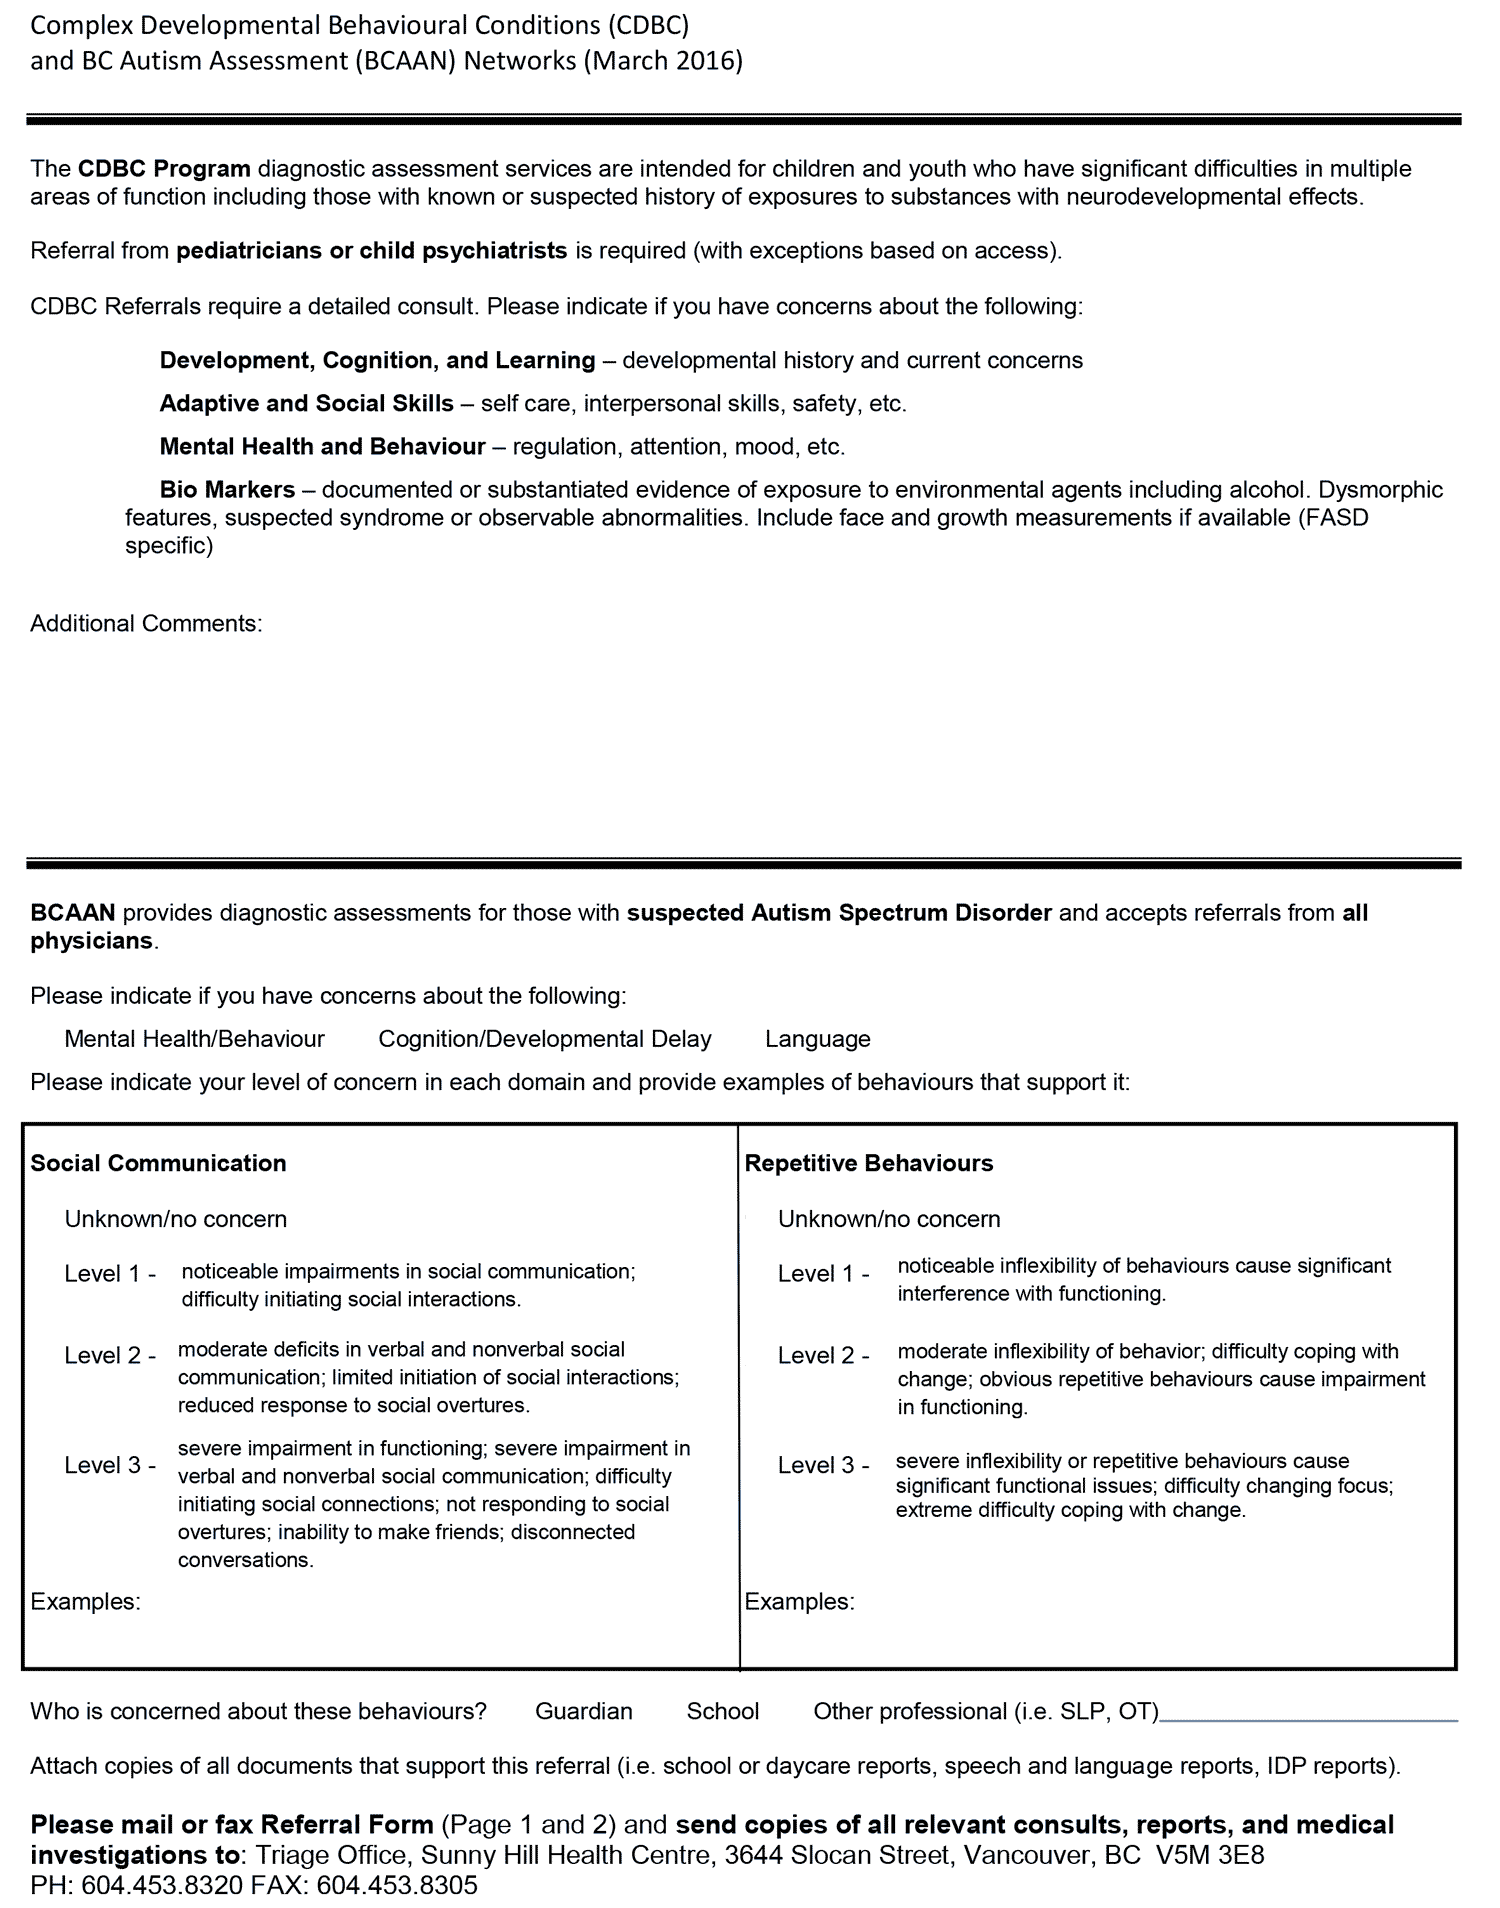 Complex Developmental Behavioural Conditions (CDBC)
and BC Autism Assessment (BCAAN) Networks (March 2016)
The CDBC Program diagnostic assessment services are intended for children and youth who have significant difficulties in multiple
areas of function including those with known or suspected history of exposures to substances with neurodevelopmental effects.
Referral from pediatricians or child psychiatrists is required (with exceptions based on access).
CDBC Referrals require a detailed consult. Please indicate if you have concerns about the following:
Development, Cognition, and Learning – developmental history and current concerns
Adaptive and Social Skills – self care, interpersonal skills, safety, etc.
Mental Health and Behaviour – regulation, attention, mood, etc.
Bio Markers – documented or substantiated evidence of exposure to environmental agents including alcohol. Dysmorphic
features, suspected syndrome or observable abnormalities. Include face and growth measurements if available (FASD
specific)
Additional Comments:
BCAAN provides diagnostic assessments for those with suspected Autism Spectrum Disorder and accepts referrals from all
physicians.
Please indicate if you have concerns about the following:
Mental Health/Behaviour Cognition/Developmental Delay Language
Please indicate your level of concern in each domain and provide examples of behaviours that support it:
Social Communication
Unknown/no concern
Level 1 - noticeable impairments in social communication;
difficulty initiating social interactions.
Level 2 - moderate deficits in verbal and nonverbal social
communication; limited initiation of social interactions;
reduced response to social overtures.
Level 3 - severe impairment in functioning; severe impairment in
verbal and nonverbal social communication; difficulty
initiating social connections; not responding to social
overtures; inability to make friends; disconnected
conversations.
Examples:
Repetitive Behaviours
Unknown/no concern
Level 1 - noticeable inflexibility of behaviours cause significant
interference with functioning.
Level 2 - moderate inflexibility of behavior; difficulty coping with
change; obvious repetitive behaviours cause impairment
in functioning.
Level 3 - severe inflexibility or repetitive behaviours cause
significant functional issues; difficulty changing focus;
extreme difficulty coping with change.
Examples:
Who is concerned about these behaviours? Guardian School Other professional (i.e. SLP, OT)
Attach copies of all documents that support this referral (i.e. school or daycare reports, speech and language reports, IDP reports).
Please mail or fax Referral Form (Page 1 and 2) and send copies of all relevant consults, reports, and medical
investigations to: Triage Office, Sunny Hill Health Centre, 3644 Slocan Street, Vancouver, BC V5M 3E8
PH: 604.453.8320 FAX: 604.453.8305